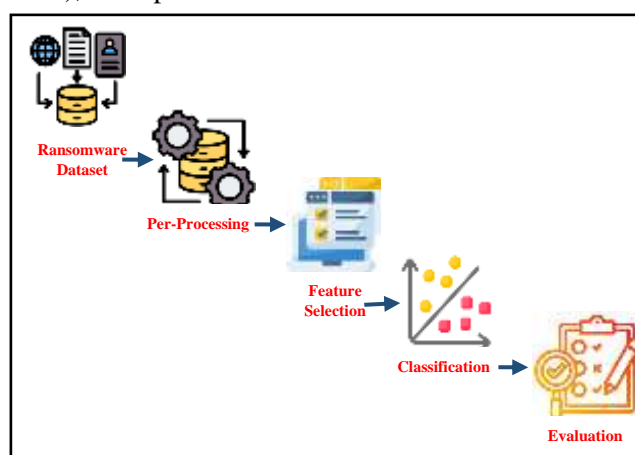 Ransomware
Dataset
Per-Processing
Feature
Selection
Classification
Evaluation